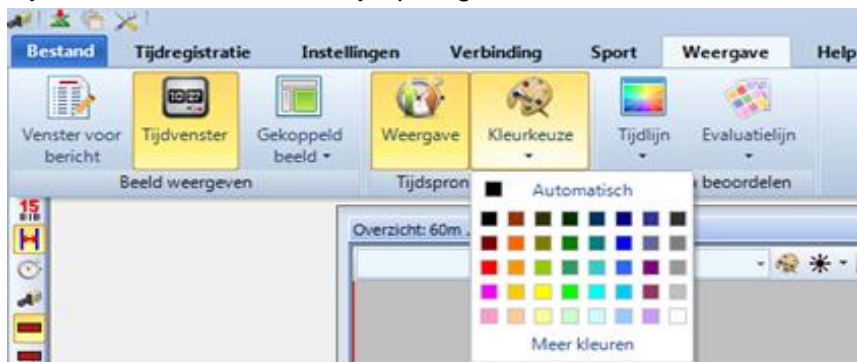 Bestand Tijdregistratie Instellingen Verbinding Sport Weergave Help
Venster voor bericht
Tijdvenster
Gekoppeld beeld
Weergave
Kleurkeuze
Tijdlijn
Evaluatielijn
Beeld weergeven
Tijdspron
beoordelen
Automatisch
15
BIB
Overzicht: 60m
Meer kleuren